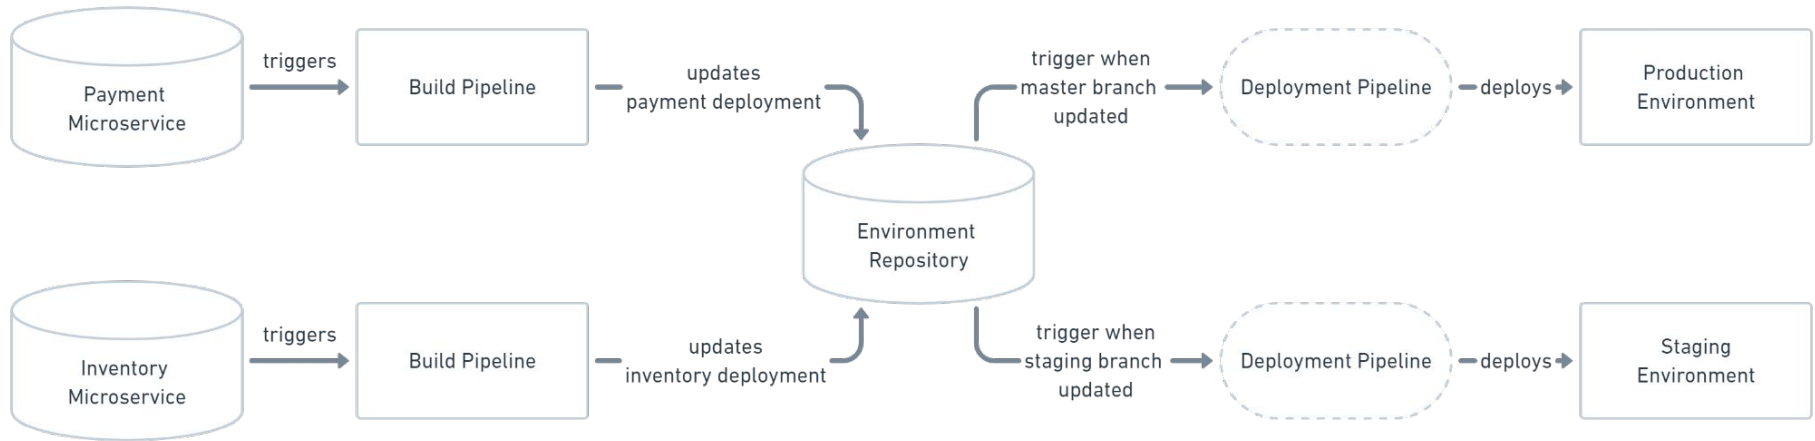 Payment
Microservice
triggers
Build Pipeline
updates
payment deployment
trigger when
master branch
updated
Deployment Pipeline
deploys
Production
Environment
Environment
Repository
Inventory
Microservice
triggers
Build Pipeline
updates
inventory deployment
trigger when
staging branch
updated
Deployment Pipeline
deploys
Staging
Environment